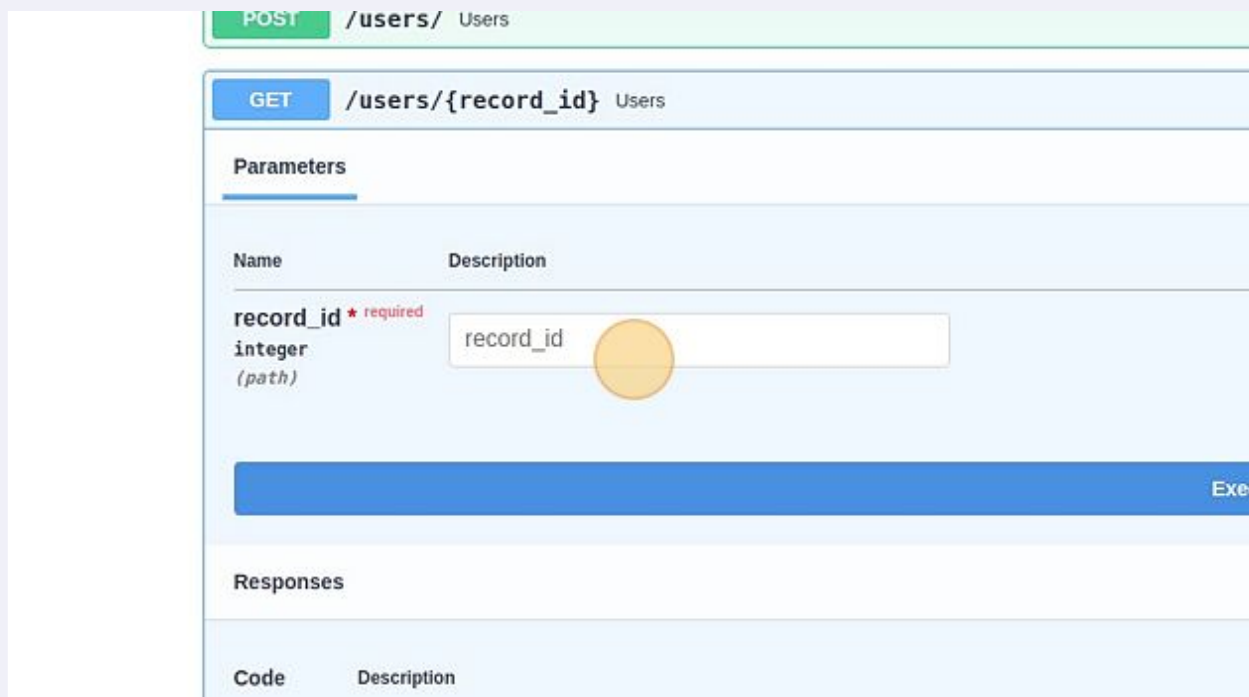 POST /users/ Users
GET /users/{record_id} Users
Parameters
Name Description
record_id * required
record_id
integer
(path)
Exe
Responses
Code Description